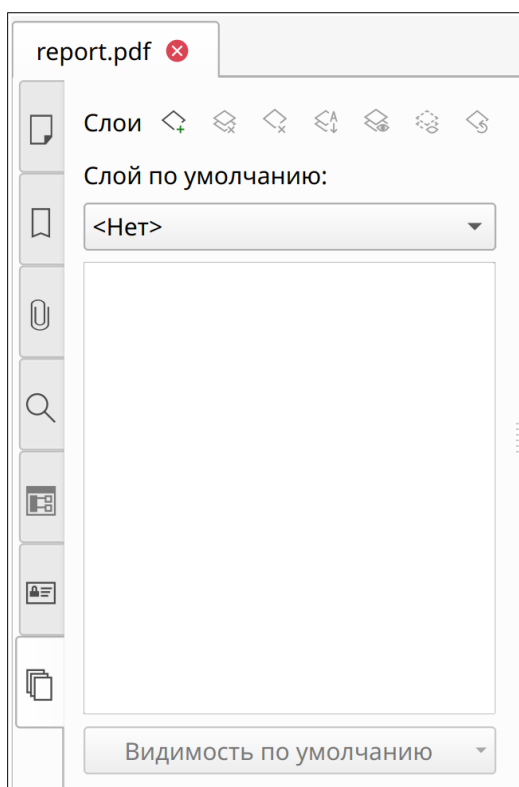 report.pdf
Слои
Слой по умолчанию:
<Нет>
Видимость по умолчанию